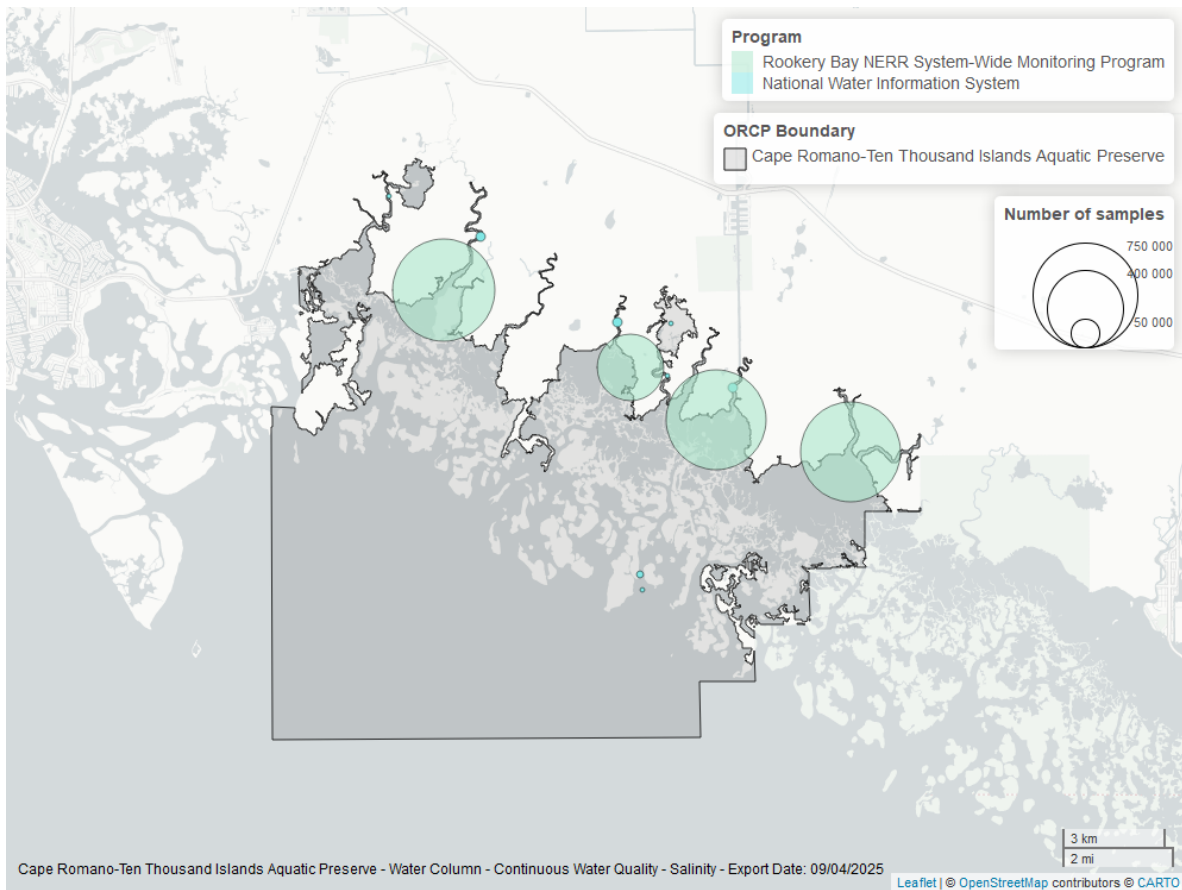 Program
Rookery Bay NERR System-Wide Monitoring Program
National Water Information System
ORCP Boundary
Cape Romano-Ten Thousand Islands Aquatic Preserve
Number of samples
750 000
400 000
50 000
3 km
2 mi
Cape Romano-Ten Thousand Islands Aquatic Preserve - Water Column - Continuous Water Quality - Salinity - Export Date: 09/04/2025
Leaflet | © OpenStreetMap contributors © CARTO